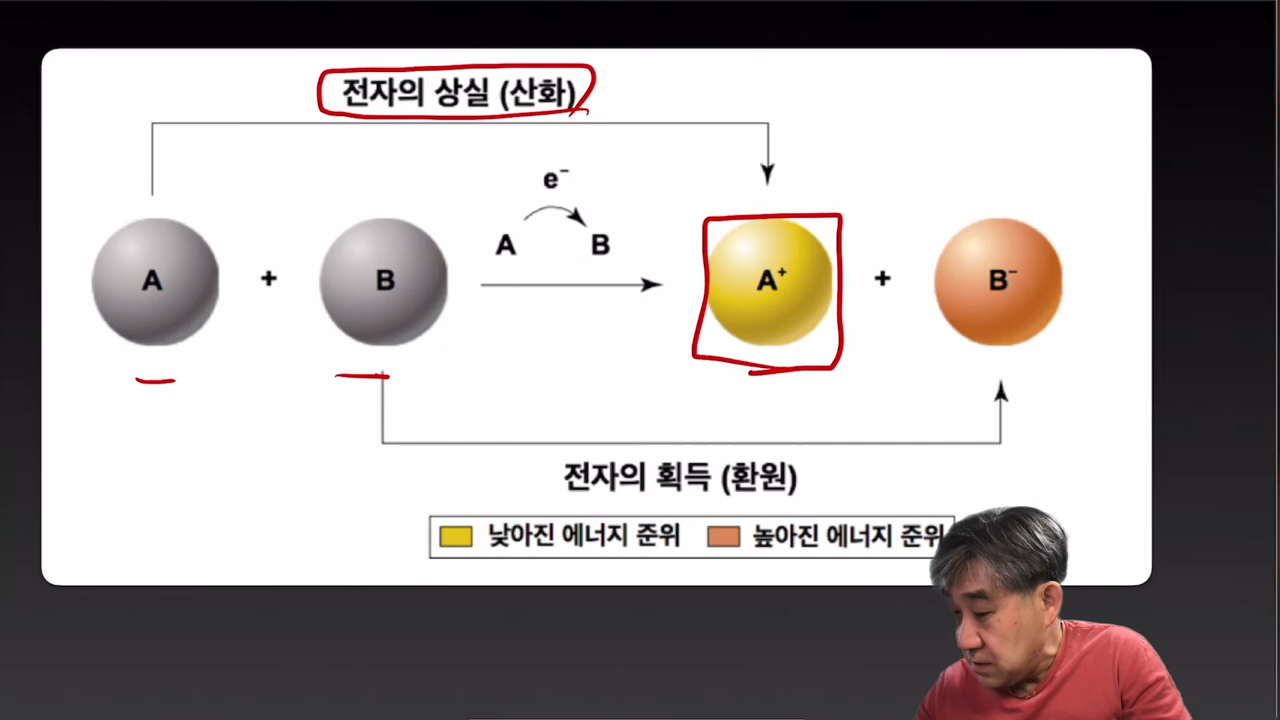 전자의 상실 (산화)
e⁻
A B
A + B A⁺ + B⁻
전자의 획득 (환원)
낮아진 에너지 준위 높아진 에너지 준위